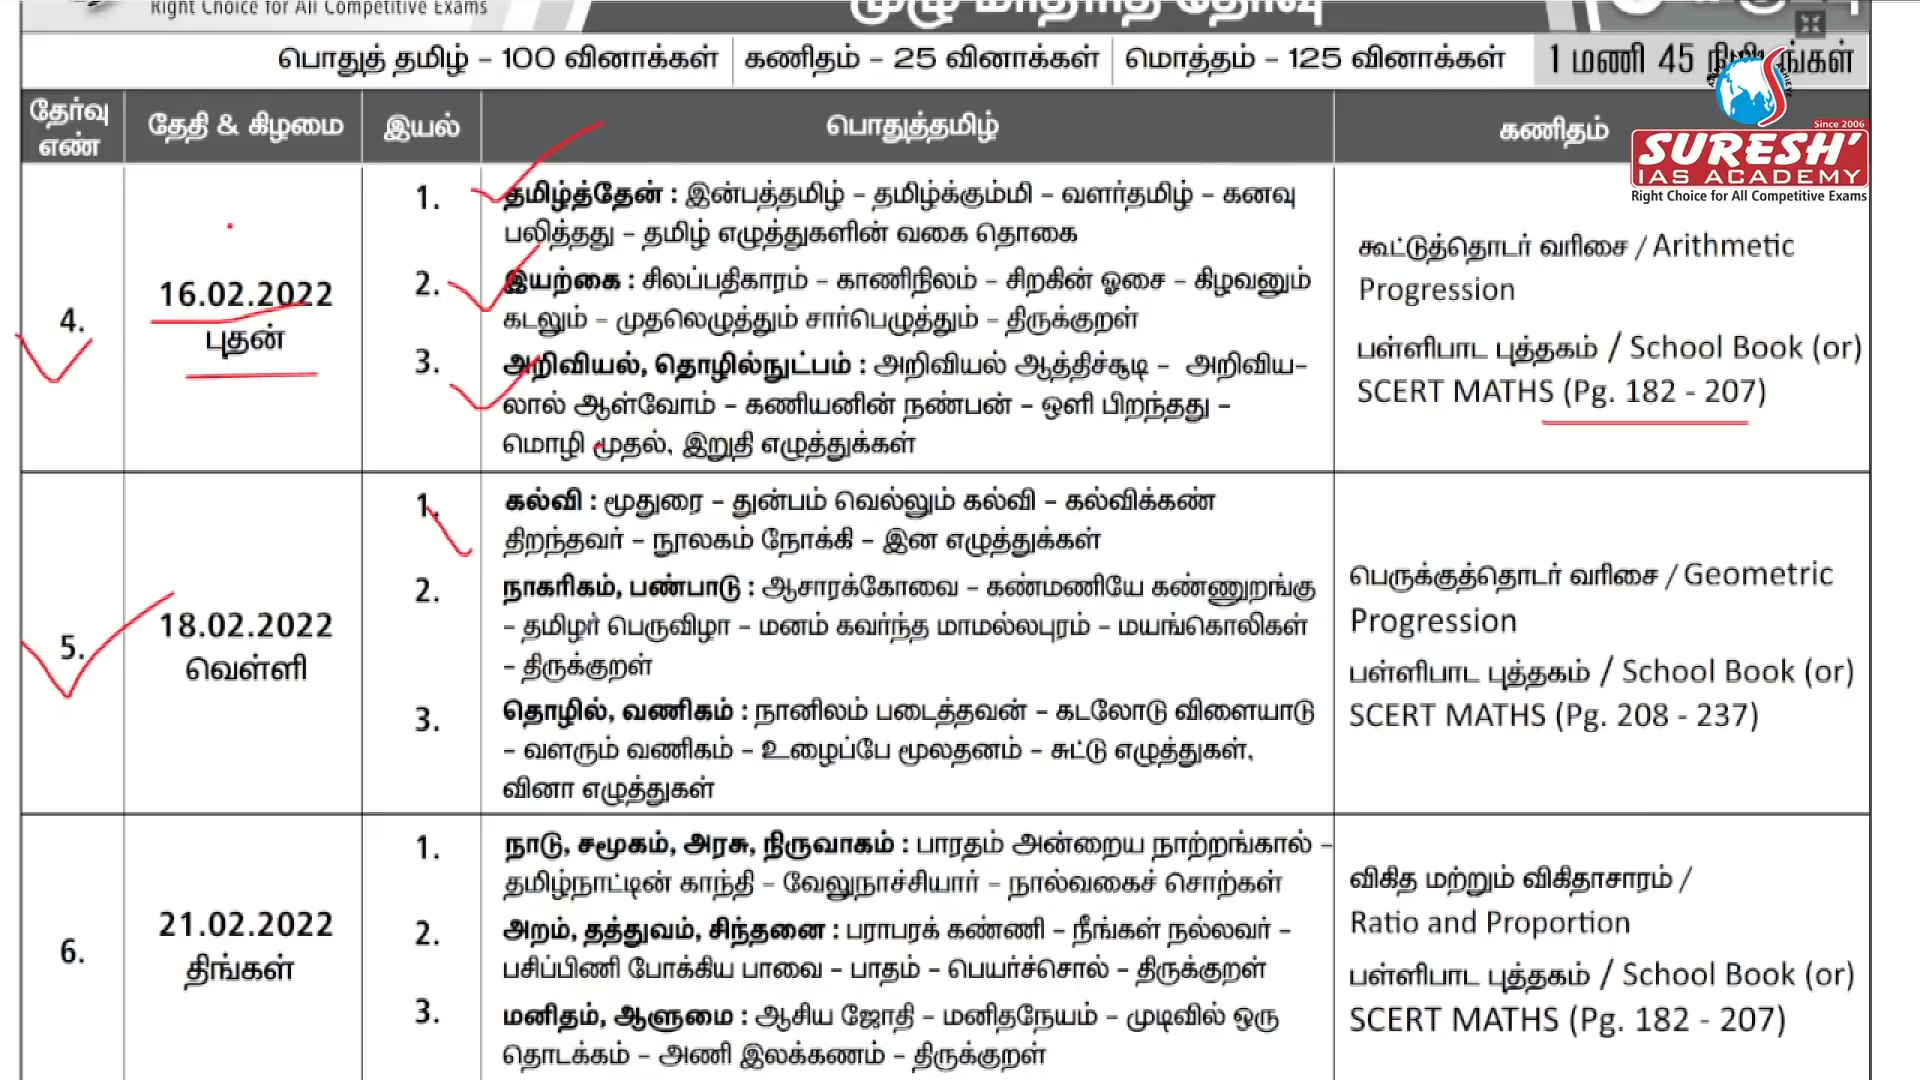 Right Choice for All Competitive Exams
முழு மாதிரித் தேர்வு
பொதுத் தமிழ் – 100 வினாக்கள் கணிதம் – 25 வினாக்கள் மொத்தம் – 125 வினாக்கள் 1 மணி 45
Since 2006
SURESH'
IAS ACADEMY
Right Choice for All Competitive Exams
தேர்வு எண்
தேதி & கிழமை
இயல்
பொதுத்தமிழ்
கணிதம்
4.
16.02.2022
புதன்
1. தமிழ்த்தேன் : இன்பத்தமிழ் – தமிழ்க்கும்மி – வளர்தமிழ் – கனவு
பலித்தது – தமிழ் எழுத்துகளின் வகை தொகை
2. இயற்கை : சிலப்பதிகாரம் – காணிநிலம் – சிறகின் ஓசை – கிழவனும்
கடலும் – முதலெழுத்தும் சார்பெழுத்தும் – திருக்குறள்
3. அறிவியல், தொழில்நுட்பம் : அறிவியல் ஆத்திச்சூடி – அறிவிய–
லால் ஆள்வோம் – கணியனின் நண்பன் – ஒளி பிறந்தது –
மொழி முதல், இறுதி எழுத்துக்கள்
கூட்டுத்தொடர் வரிசை / Arithmetic
Progression
பள்ளிபாட புத்தகம் / School Book (or)
SCERT MATHS (Pg. 182 - 207)
5.
18.02.2022
வெள்ளி
1. கல்வி : மூதுரை – துன்பம் வெல்லும் கல்வி – கல்விக்கண்
திறந்தவர் – நூலகம் நோக்கி – இன எழுத்துக்கள்
2. நாகரிகம், பண்பாடு : ஆசாரக்கோவை – கண்மணியே கண்ணுறங்கு
– தமிழர் பெருவிழா – மனம் கவர்ந்த மாமல்லபுரம் – மயங்கொலிகள்
– திருக்குறள்
3. தொழில், வணிகம் : நானிலம் படைத்தவன் – கடலோடு விளையாடு
– வளரும் வணிகம் – உழைப்பே மூலதனம் – சுட்டு எழுத்துகள்,
வினா எழுத்துகள்
பெருக்குத்தொடர் வரிசை / Geometric
Progression
பள்ளிபாட புத்தகம் / School Book (or)
SCERT MATHS (Pg. 208 - 237)
6.
21.02.2022
திங்கள்
1. நாடு, சமூகம், அரசு, நிருவாகம் : பாரதம் அன்றைய நாற்றங்கால் –
தமிழ்நாட்டின் காந்தி – வேலுநாச்சியார் – நால்வகைச் சொற்கள்
2. அறம், தத்துவம், சிந்தனை : பராபரக் கண்ணி – நீங்கள் நல்லவர் –
பசிப்பிணி போக்கிய பாவை – பாதம் – பெயர்ச்சொல் – திருக்குறள்
3. மனிதம், ஆளுமை : ஆசிய ஜோதி – மனிதநேயம் – முடிவில் ஒரு
தொடக்கம் – அணி இலக்கணம் – திருக்குறள்
விகித மற்றும் விகிதாசாரம் /
Ratio and Proportion
பள்ளிபாட புத்தகம் / School Book (or)
SCERT MATHS (Pg. 182 - 207)